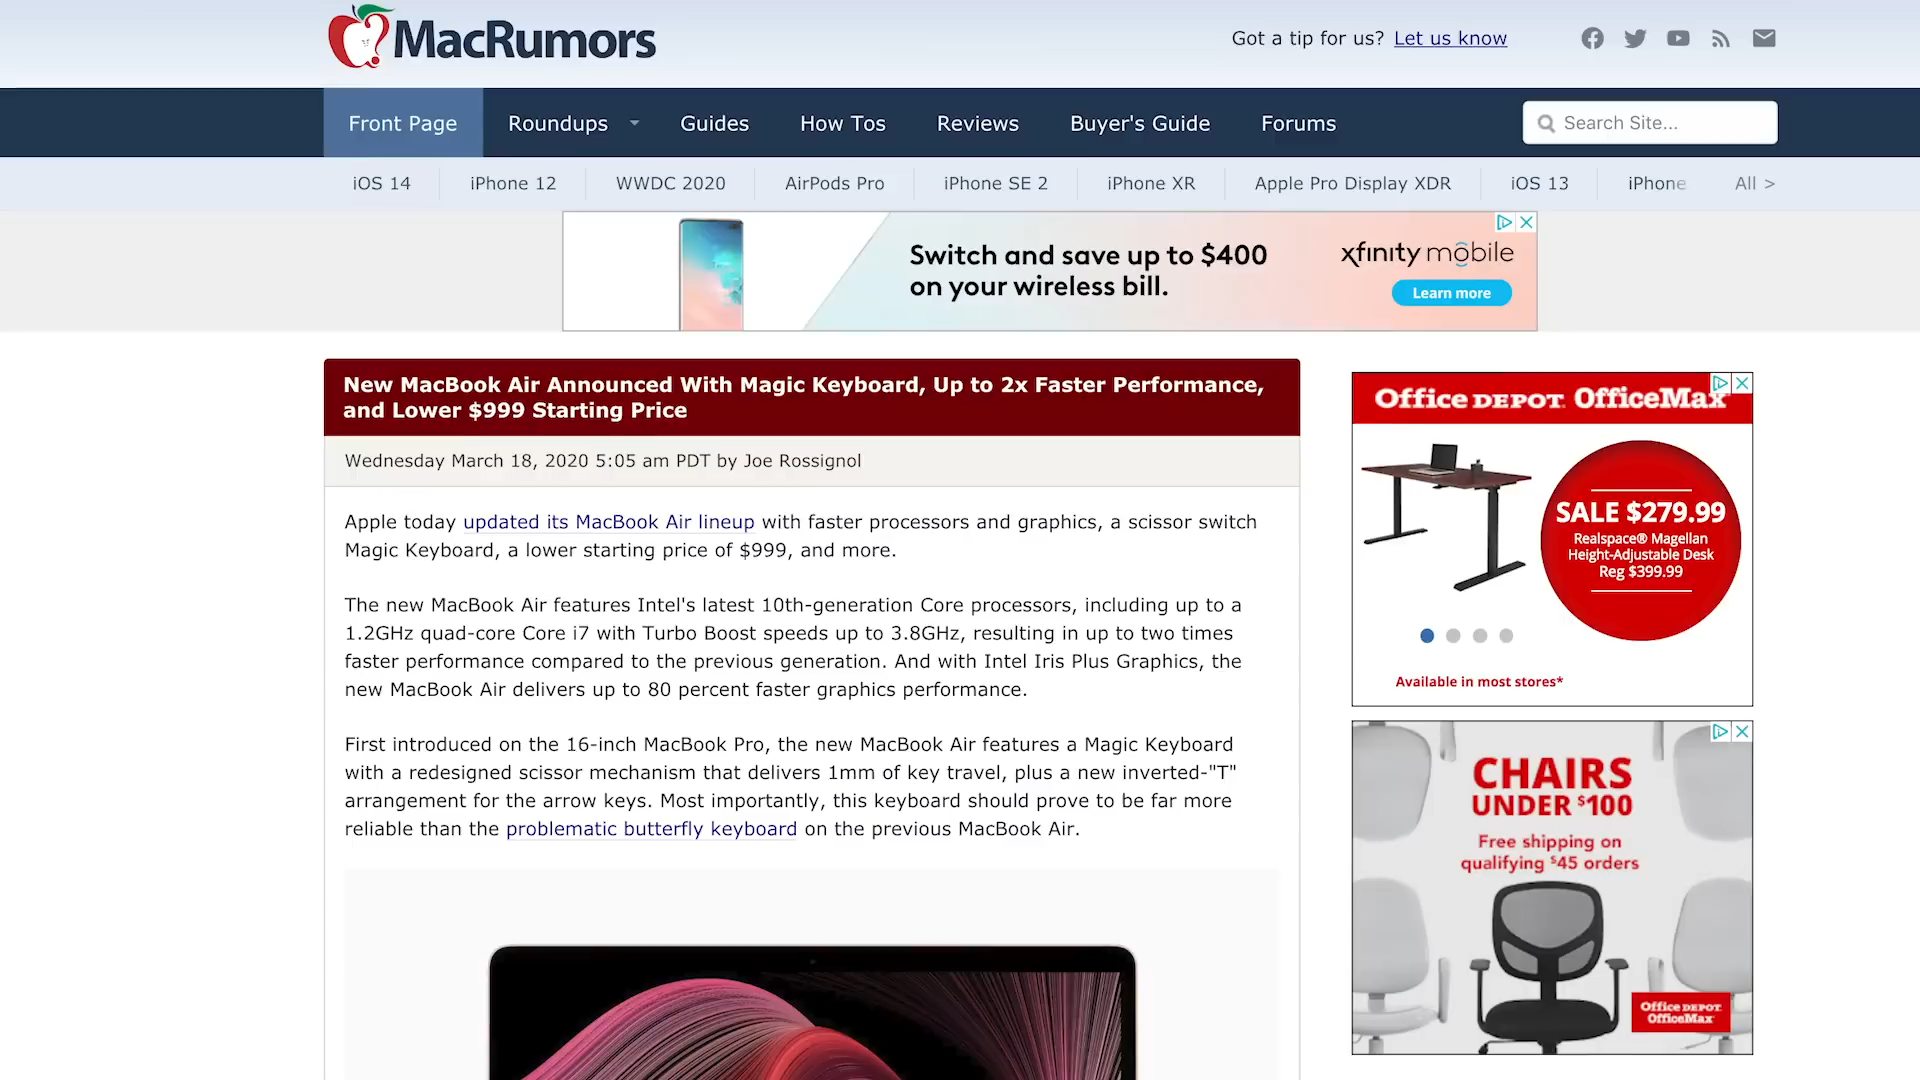 MacRumors
Got a tip for us? Let us know
Front Page Roundups Guides How Tos Reviews Buyer's Guide Forums Search Site...
iOS 14 iPhone 12 WWDC 2020 AirPods Pro iPhone SE 2 iPhone XR Apple Pro Display XDR iOS 13 iPhone All >
Switch and save up to $400
on your wireless bill.
xfinity mobile
Learn more
New MacBook Air Announced With Magic Keyboard, Up to 2x Faster Performance,
and Lower $999 Starting Price
Wednesday March 18, 2020 5:05 am PDT by Joe Rossignol
Apple today updated its MacBook Air lineup with faster processors and graphics, a scissor switch
Magic Keyboard, a lower starting price of $999, and more.
The new MacBook Air features Intel's latest 10th-generation Core processors, including up to a
1.2GHz quad-core Core i7 with Turbo Boost speeds up to 3.8GHz, resulting in up to two times
faster performance compared to the previous generation. And with Intel Iris Plus Graphics, the
new MacBook Air delivers up to 80 percent faster graphics performance.
First introduced on the 16-inch MacBook Pro, the new MacBook Air features a Magic Keyboard
with a redesigned scissor mechanism that delivers 1mm of key travel, plus a new inverted-"T"
arrangement for the arrow keys. Most importantly, this keyboard should prove to be far more
reliable than the problematic butterfly keyboard on the previous MacBook Air.
Office DEPOT. OfficeMax
SALE $279.99
Realspace® Magellan
Height-Adjustable Desk
Reg $399.99
Available in most stores*
CHAIRS
UNDER $100
Free shipping on
qualifying $45 orders
Office DEPOT
OfficeMax